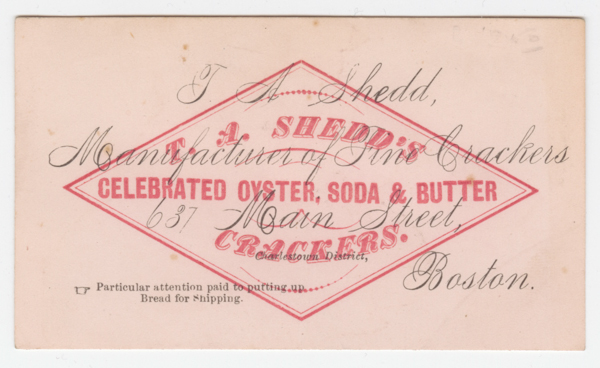 T. A. Shedd,
T. A. SHEDD'S
Manufacturer of Fine Crackers
CELEBRATED OYSTER, SODA & BUTTER
637 Main Street,
CRACKERS.
Charlestown District,
Boston.
☞ Particular attention paid to putting up
Bread for Shipping.